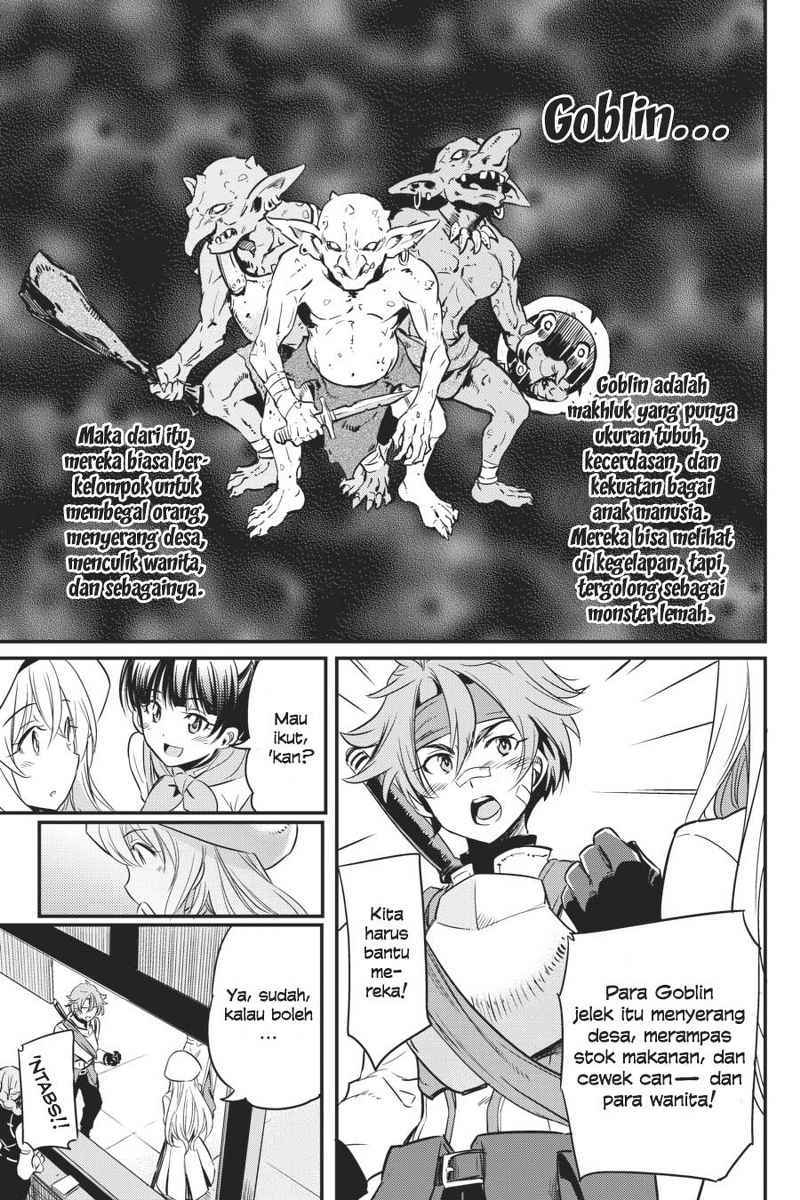 Goblin...
Goblin adalah
makhluk yang punya
ukuran tubuh,
kecerdasan, dan
kekuatan bagai
anak manusia.
Mereka bisa melihat
di kegelapan, tapi,
tergolong sebagai
monster lemah.
Maka dari itu,
mereka biasa ber-
kelompok untuk
membegal orang,
menyerang desa,
menculik wanita,
dan sebagainya.
Para Goblin
jelek itu menyerang
desa, merampas
stok makanan, dan
cewek can— dan
para wanita!
Kita
harus
bantu
me-
reka!
Mau
ikut,
'kan?
Ya, sudah,
kalau boleh
...
'NTABS!!